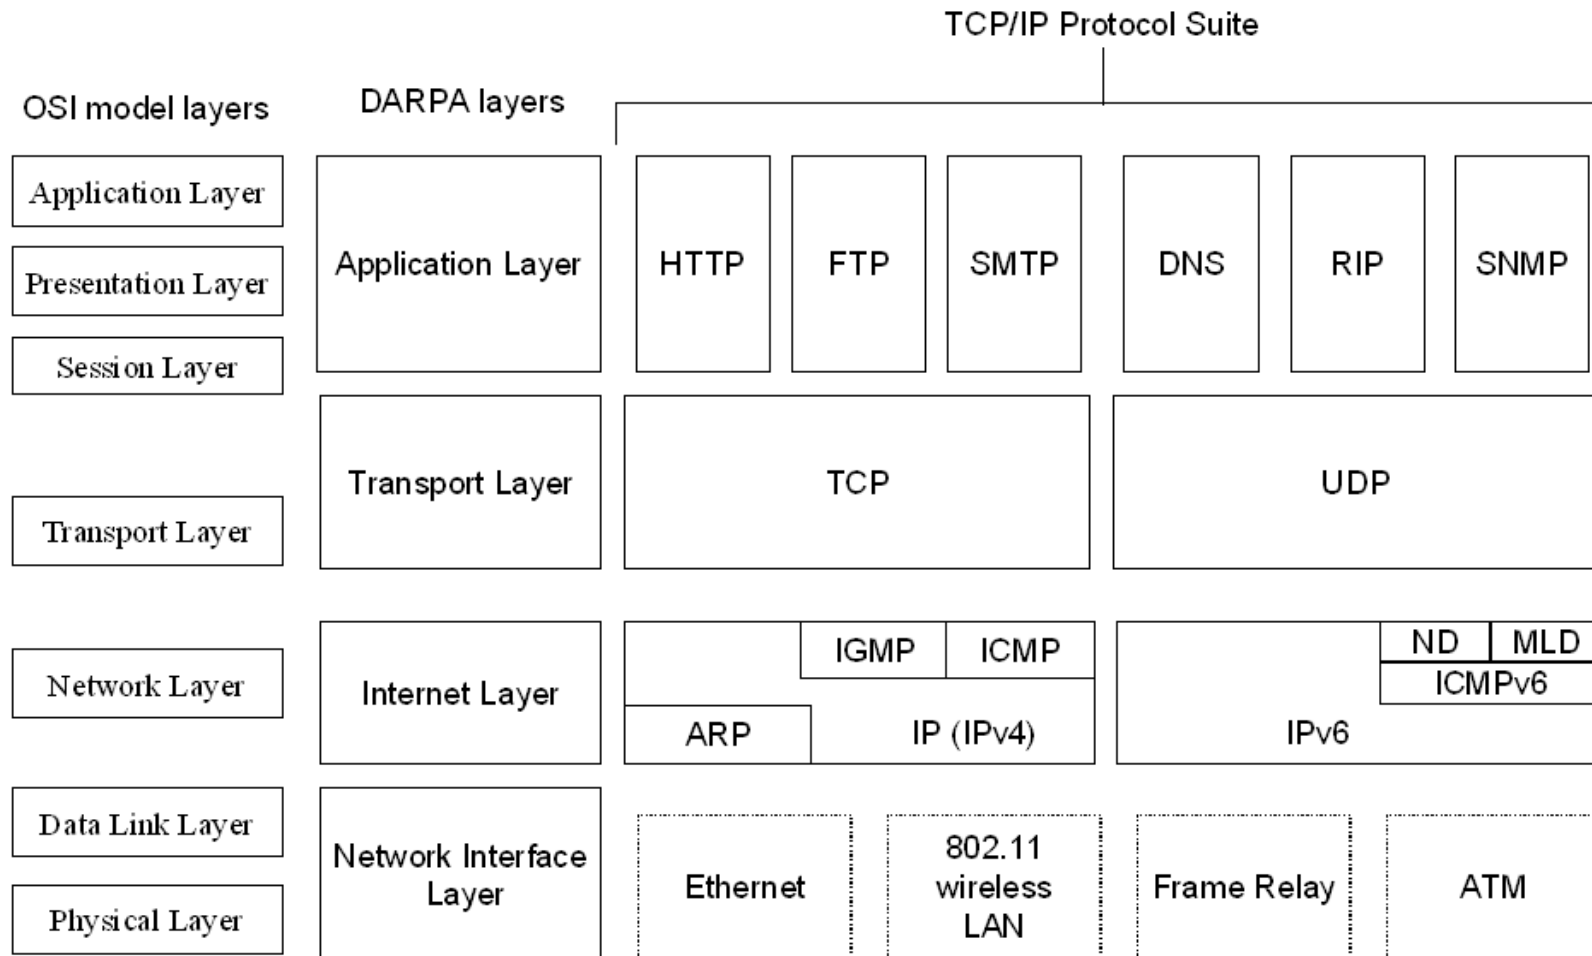 TCP/IP Protocol Suite
OSI model layers
DARPA layers
Application Layer
Presentation Layer
Session Layer
Application Layer
HTTP
FTP
SMTP
DNS
RIP
SNMP
Transport Layer
Transport Layer
TCP
UDP
Network Layer
Internet Layer
IGMP
ICMP
ARP
IP (IPv4)
ND
MLD
ICMPv6
IPv6
Data Link Layer
Physical Layer
Network Interface
Layer
Ethernet
802.11
wireless
LAN
Frame Relay
ATM